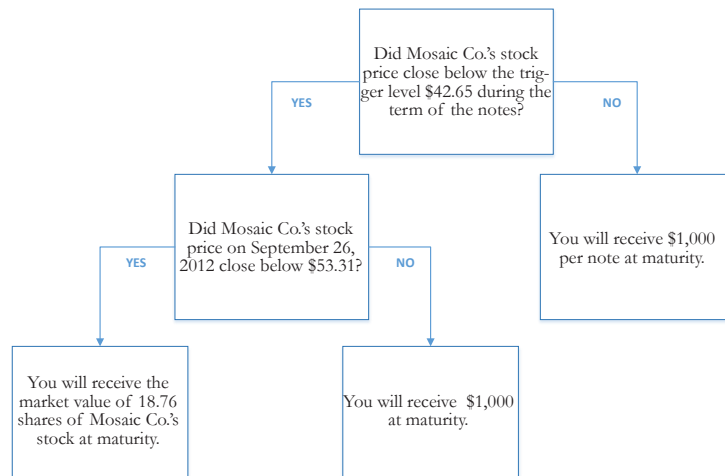 Did Mosaic Co.'s stock
price close below the trig-
ger level $42.65 during the
term of the notes?
YES
NO
Did Mosaic Co.'s stock
price on September 26,
2012 close below $53.31?
You will receive $1,000
per note at maturity.
YES
NO
You will receive the
market value of 18.76
shares of Mosaic Co.'s
stock at maturity.
You will receive $1,000
at maturity.